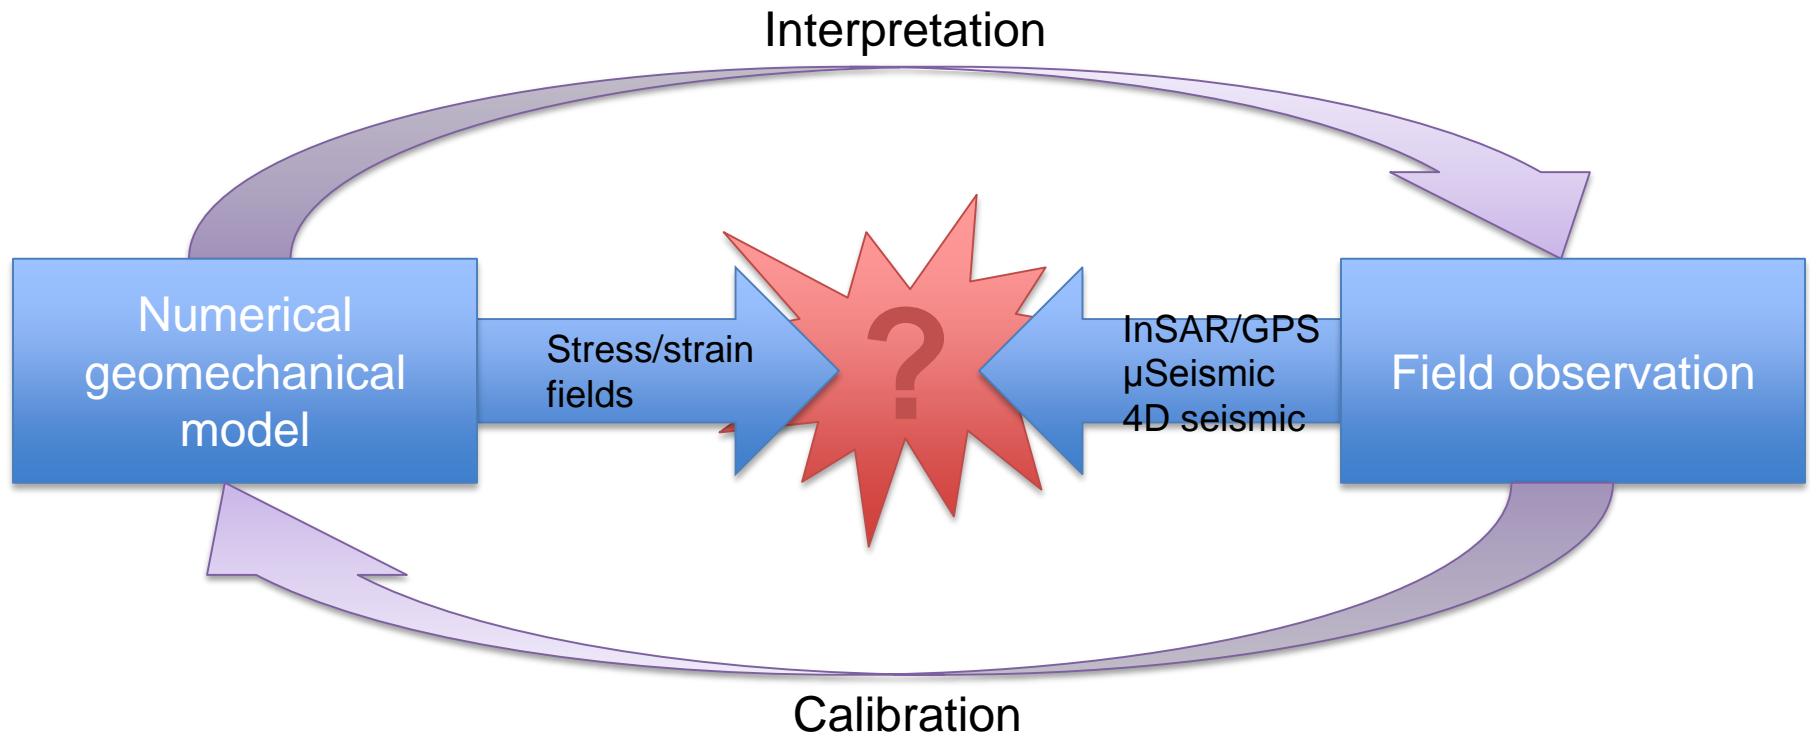 Interpretation
Numerical
geomechanical
model
Stress/strain
fields
?
InSAR/GPS
µSeismic
4D seismic
Field observation
Calibration